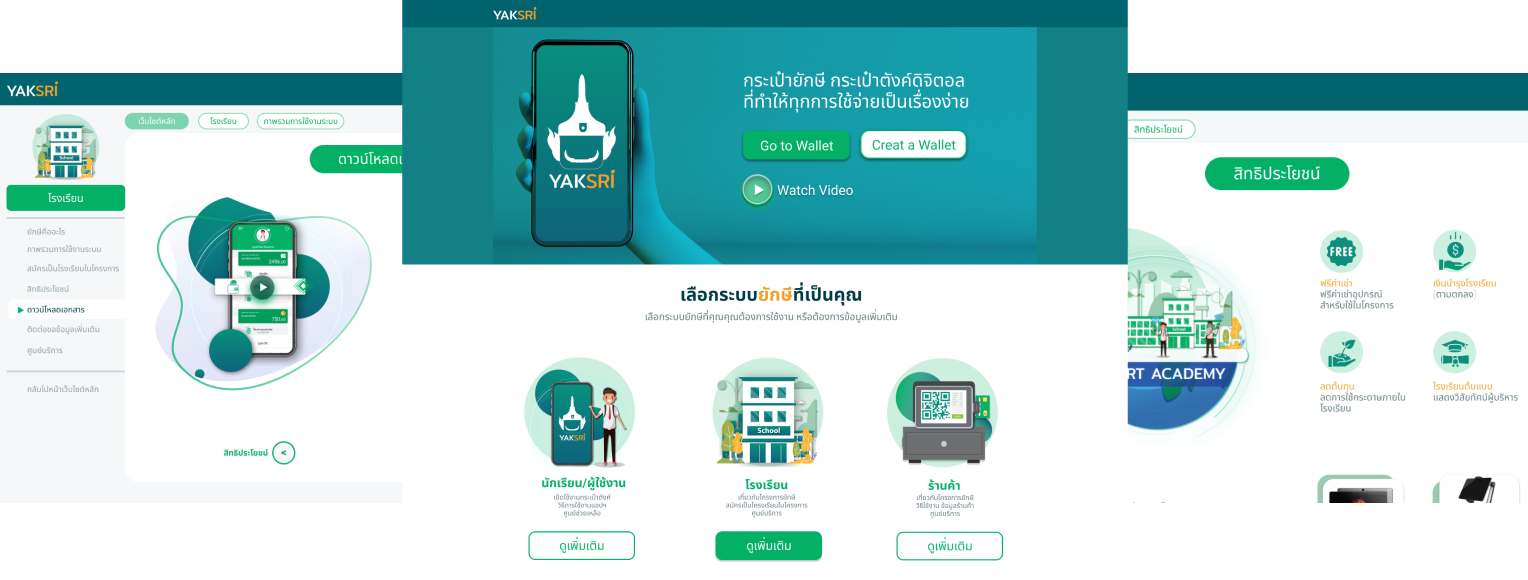 YAKSRI
เว็บไซต์หลัก
โรงเรียน
ภาพรวมการใช้งานระบบ
School
โรงเรียน
ยักษีคืออะไร
ภาพรวมการใช้งานระบบ
สมัครเป็นโรงเรียนในโครงการ
สิทธิประโยชน์
ดาวน์โหลดเอกสาร
ติดต่อขอข้อมูลเพิ่มเติม
ศูนย์บริการ
กลับไปหน้าเว็บไซต์หลัก
ดาวน์โหลดเ
2456.00
750.00
สิทธิประโยชน์ <
YAKSRI
YAKSRI
กระเป๋ายักษี กระเป๋าตังค์ดิจิตอล
ที่ทำให้ทุกการใช้จ่ายเป็นเรื่องง่าย
Go to Wallet
Creat a Wallet
Watch Video
เลือกระบบยักษีที่เป็นคุณ
เลือกระบบยักษีที่คุณคุณต้องการใช้งาน หรือต้องการข้อมูลเพิ่มเติม
YAKSRI
นักเรียน/ผู้ใช้งาน
เปิดใช้งานกระเป๋าตังค์
วิธีการใช้งานแอปฯ
ศูนย์ช่วยเหลือ
ดูเพิ่มเติม
School
โรงเรียน
เกี่ยวกับโครงการยักษี
สมัครเป็นโครงเรียนในโครงการ
ศูนย์บริการ
ดูเพิ่มเติม
ร้านค้า
เกี่ยวกับโครงการยักษี
วิธีใช้งาน ข้อมูลร้านค้า
ศูนย์บริการ
ดูเพิ่มเติม
สิทธิประโยชน์
สิทธิประโยชน์
School
RT ACADEMY
FREE
ฟรีค่าเช่า
ฟรีค่าเช่าอุปกรณ์
สำหรับใช้ในโครงการ
$
เงินบำรุงโรงเรียน
(ตามตกลง)
ลดต้นทุน
ลดการใช้กระดาษภายใน
โรงเรียน
โรงเรียนต้นแบบ
แสดงวิสัยทัศน์ผู้บริหาร